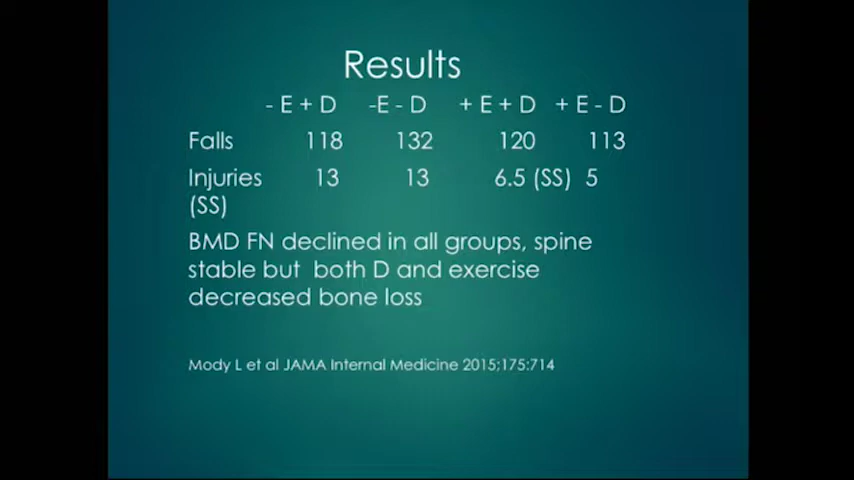 Results
- E + D -E - D + E + D + E - D
Falls 118 132 120 113
Injuries 13 13 6.5 (SS) 5
(SS)
BMD FN declined in all groups, spine
stable but both D and exercise
decreased bone loss
Mody L et al JAMA Internal Medicine 2015;175:714